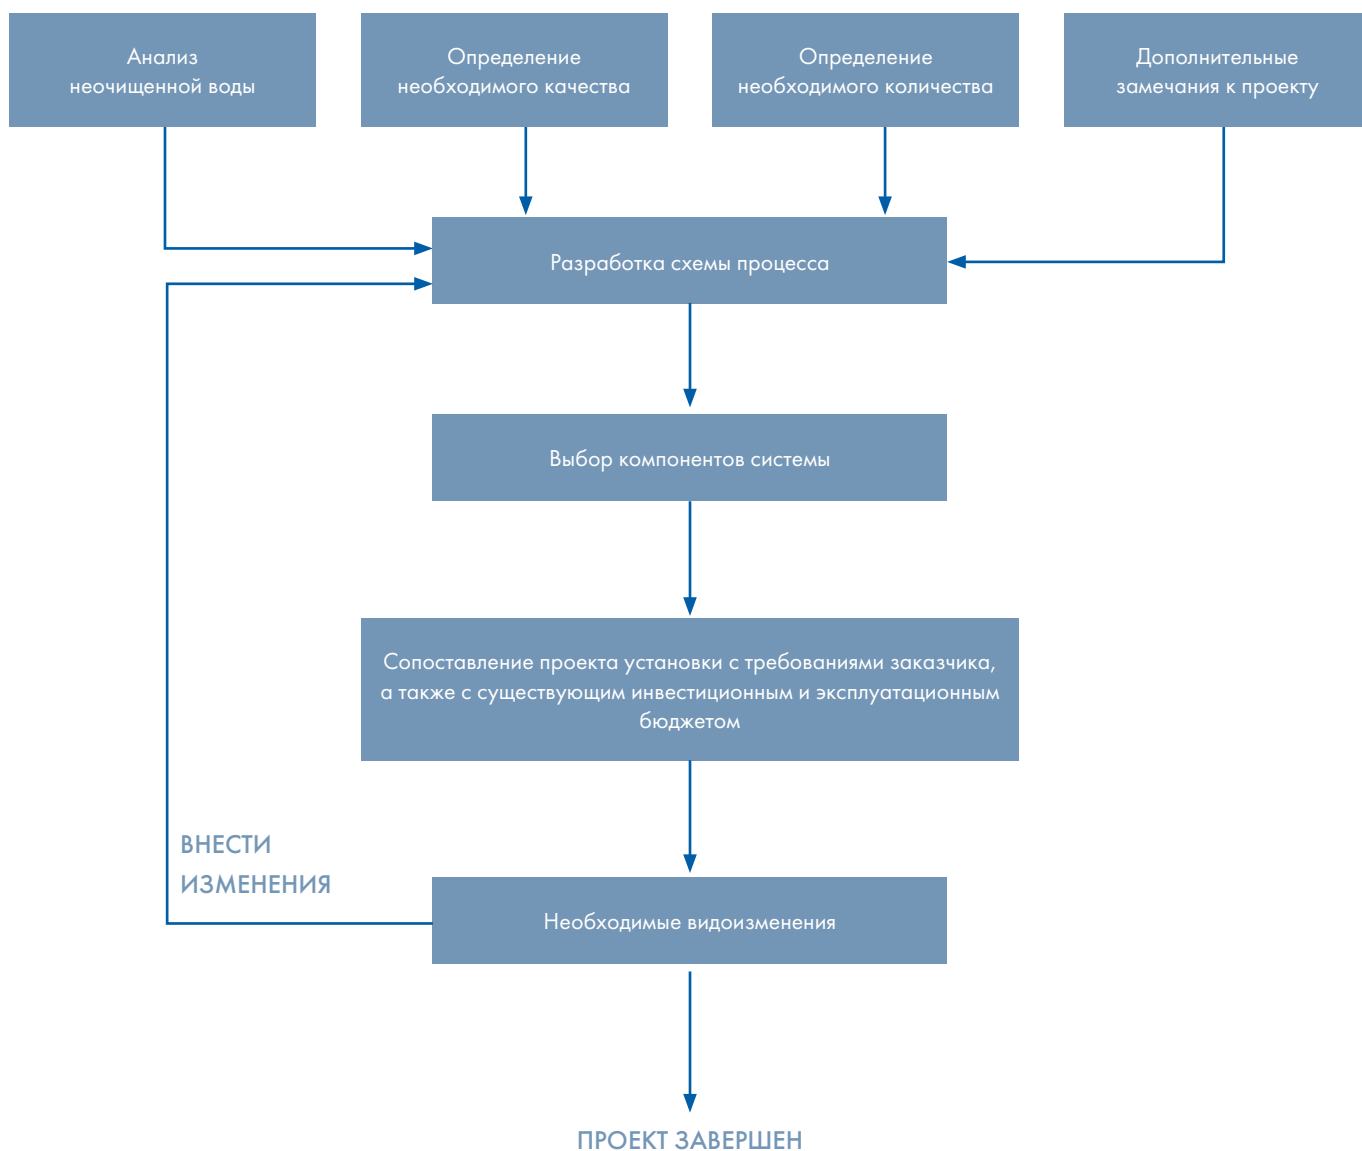 Анализ
неочищенной воды
Определение
необходимого качества
Определение
необходимого количества
Дополнительные
замечания к проекту
Разработка схемы процесса
Выбор компонентов системы
Сопоставление проекта установки с требованиями заказчика,
а также с существующим инвестиционным и эксплуатационным
бюджетом
ВНЕСТИ
ИЗМЕНЕНИЯ
Необходимые видоизменения
ПРОЕКТ ЗАВЕРШЕН